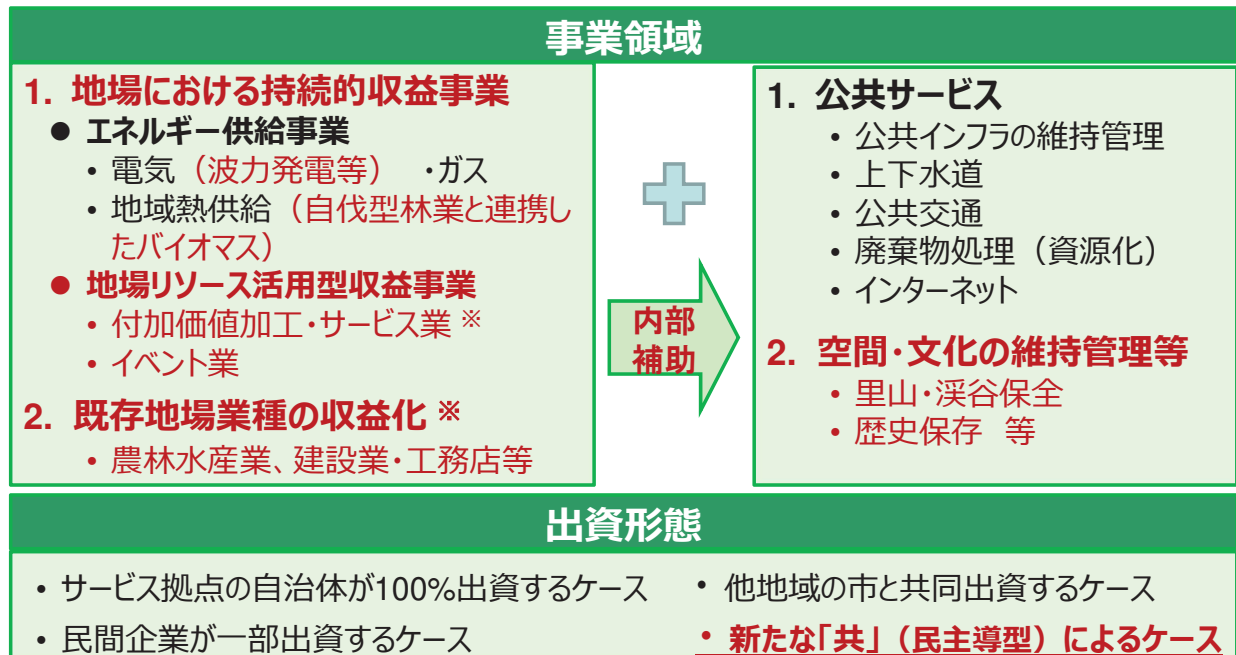 事業領域
1. 地場における持続的収益事業
● エネルギー供給事業
• 電気（波力発電等）　・ガス
• 地域熱供給（自伐型林業と連携し
たバイオマス）
● 地場リソース活用型収益事業
• 付加価値加工・サービス業 ※
• イベント業
2. 既存地場業種の収益化 ※
• 農林水産業、建設業・工務店等
内部
補助
1. 公共サービス
• 公共インフラの維持管理
• 上下水道
• 公共交通
• 廃棄物処理（資源化）
• インターネット
2. 空間・文化の維持管理等
• 里山・渓谷保全
• 歴史保存　等
出資形態
• サービス拠点の自治体が100%出資するケース
• 民間企業が一部出資するケース
• 他地域の市と共同出資するケース
• 新たな「共」（民主導型）によるケース